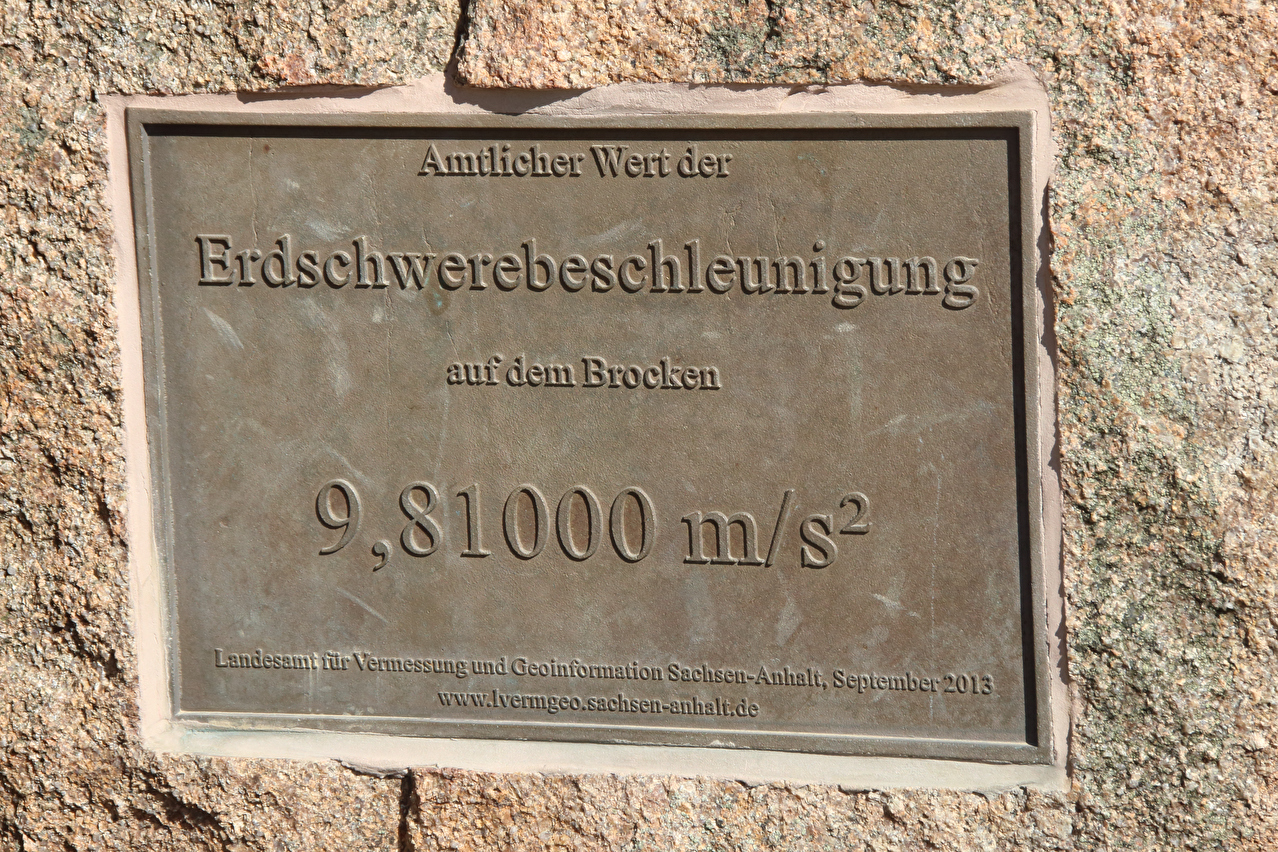 Amtlicher Wert der
Erdschwerebeschleunigung
auf dem Brocken
9,81000 m/s²
Landesamt für Vermessung und Geoinformation Sachsen-Anhalt, September 2013
www.lvermgeo.sachsen-anhalt.de